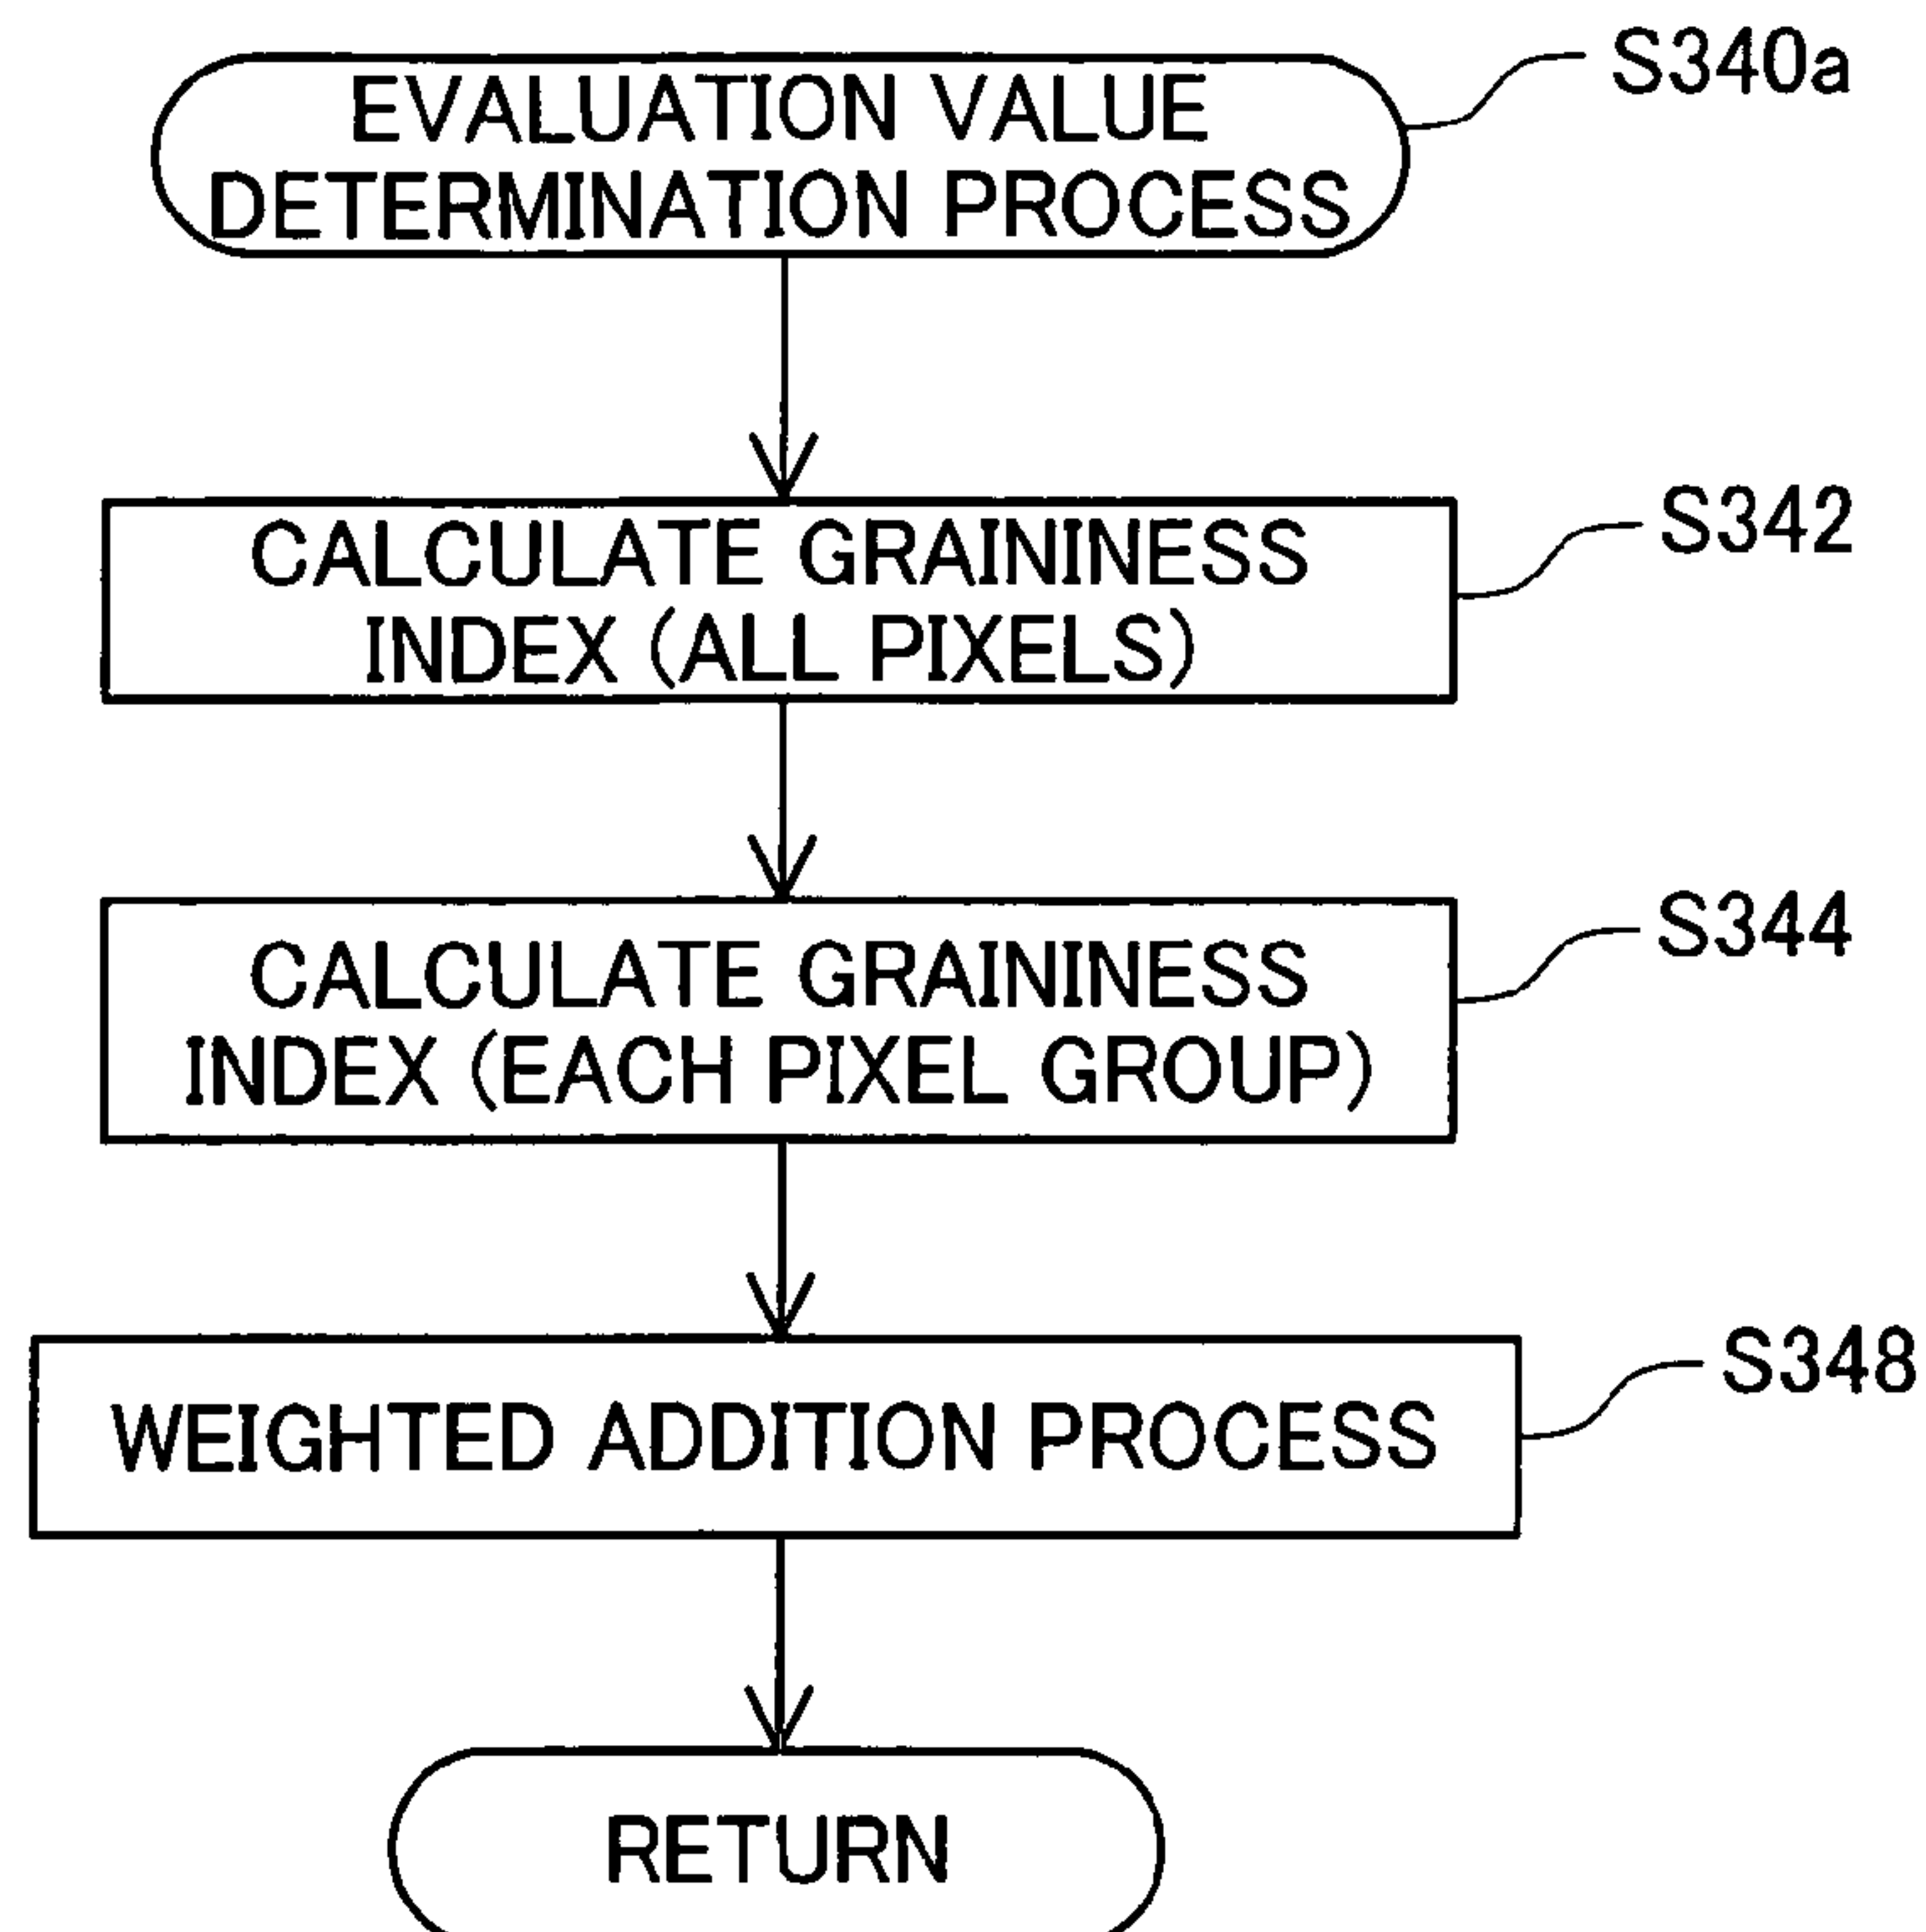 EVALUATION VALUE
DETERMINATION PROCESS
S340a
CALCULATE GRAININESS
INDEX (ALL PIXELS)
S342
CALCULATE GRAININESS
INDEX (EACH PIXEL GROUP)
S344
WEIGHTED ADDITION PROCESS
S348
RETURN